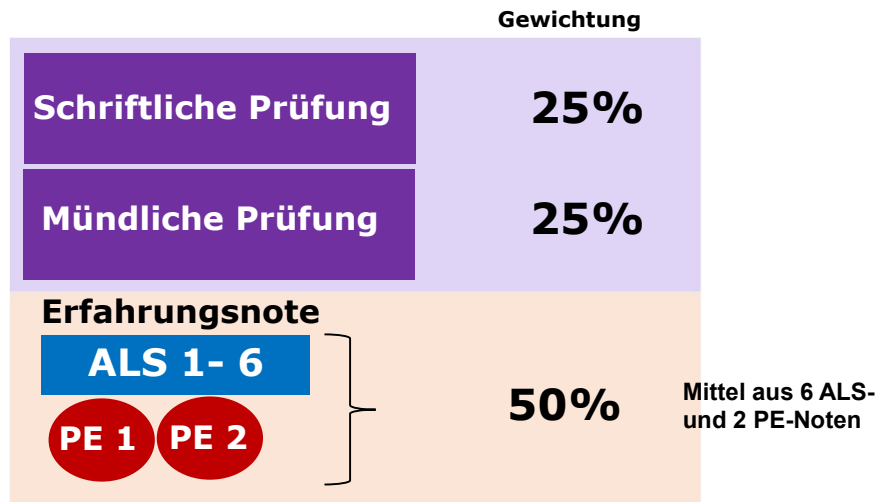 Gewichtung
Schriftliche Prüfung
25%
Mündliche Prüfung
25%
Erfahrungsnote
ALS 1- 6
PE 1
PE 2
50%
Mittel aus 6 ALS-
und 2 PE-Noten